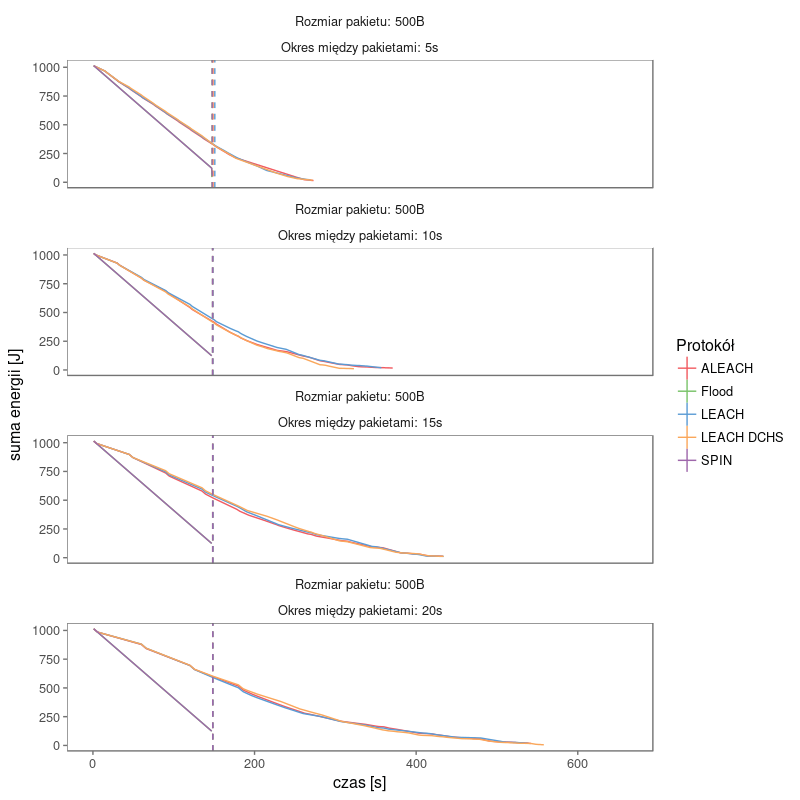 Rozmiar pakietu: 500B
Okres między pakietami: 5s
1000
750
500
250
0
Rozmiar pakietu: 500B
Okres między pakietami: 10s
1000
750
500
250
0
Rozmiar pakietu: 500B
Okres między pakietami: 15s
1000
750
500
250
0
Rozmiar pakietu: 500B
Okres między pakietami: 20s
1000
750
500
250
0
0 200 400 600
czas [s]
suma energii [J]
Protokół
ALEACH
Flood
LEACH
LEACH DCHS
SPIN